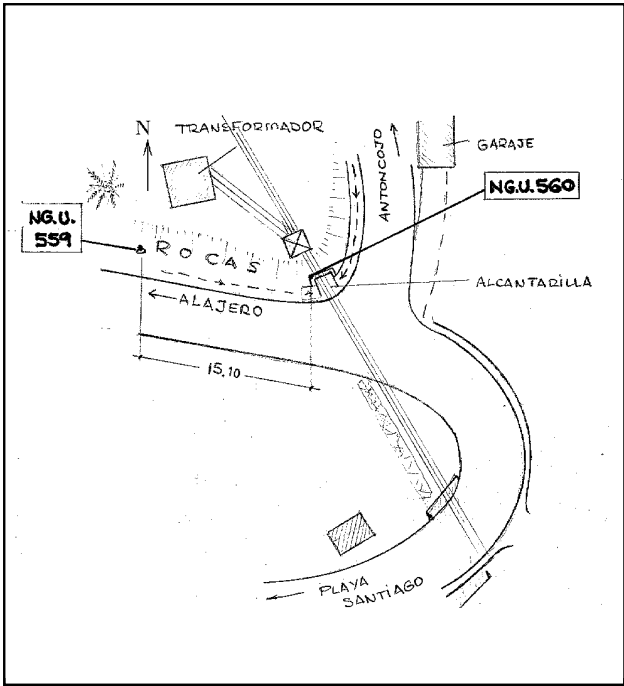 N
TRANSFORMADOR
ANTONCOJO
GARAJE
NG.U.560
NG.U.
559
ROCAS
ALCANTARILLA
ALAJERO
15,10
PLAYA
SANTIAGO